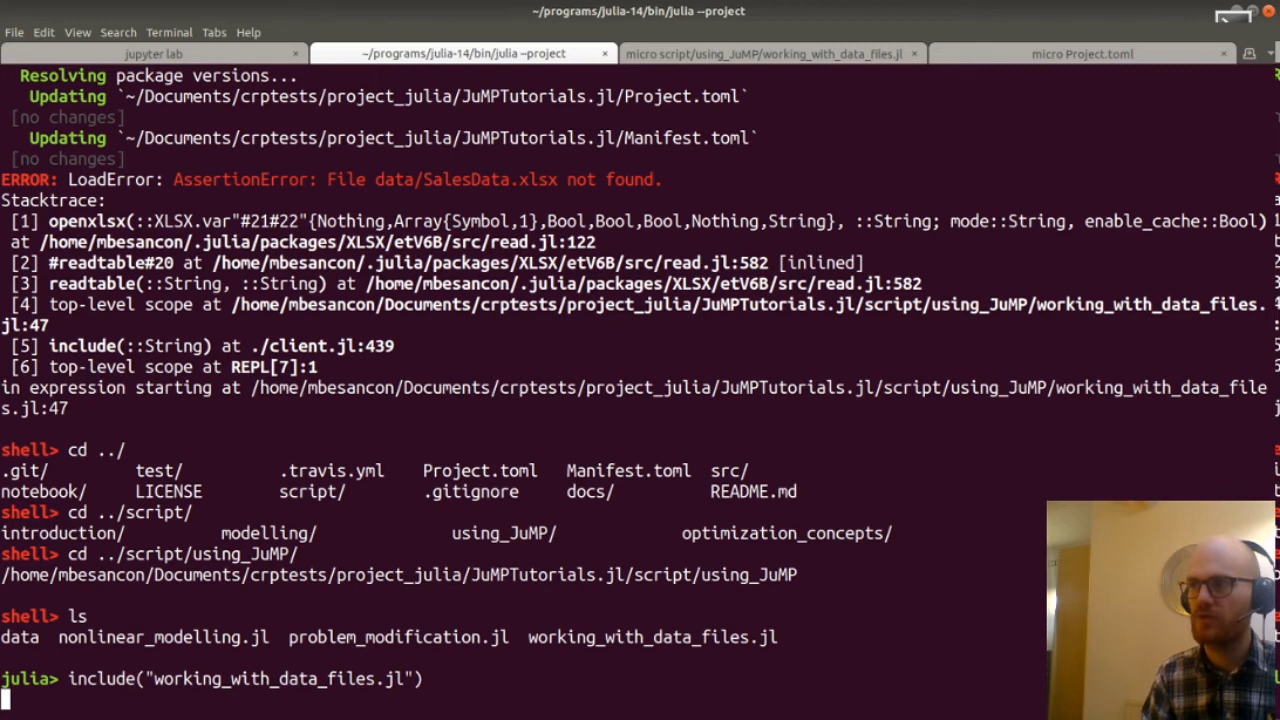 ~/programs/julia-14/bin/julia --project
File Edit View Search Terminal Tabs Help
jupyter lab × ~/programs/julia-14/bin/julia --project × micro script/using_JuMP/working_with_data_files.jl × micro Project.toml ×
Resolving package versions...
Updating `~/Documents/crptests/project_julia/JuMPTutorials.jl/Project.toml`
[no changes]
Updating `~/Documents/crptests/project_julia/JuMPTutorials.jl/Manifest.toml`
[no changes]
ERROR: LoadError: AssertionError: File data/SalesData.xlsx not found.
Stacktrace:
[1] openxlsx(::XLSX.var"#21#22"{Nothing,Array{Symbol,1},Bool,Bool,Bool,Nothing,String}, ::String; mode::String, enable_cache::Bool)
at /home/mbesancon/.julia/packages/XLSX/etV6B/src/read.jl:122
[2] #readtable#20 at /home/mbesancon/.julia/packages/XLSX/etV6B/src/read.jl:582 [inlined]
[3] readtable(::String, ::String) at /home/mbesancon/.julia/packages/XLSX/etV6B/src/read.jl:582
[4] top-level scope at /home/mbesancon/Documents/crptests/project_julia/JuMPTutorials.jl/script/using_JuMP/working_with_data_files.
jl:47
[5] include(::String) at ./client.jl:439
[6] top-level scope at REPL[7]:1
in expression starting at /home/mbesancon/Documents/crptests/project_julia/JuMPTutorials.jl/script/using_JuMP/working_with_data_file
s.jl:47
shell> cd ../
.git/ test/ .travis.yml Project.toml Manifest.toml src/
notebook/ LICENSE script/ .gitignore docs/ README.md
shell> cd ../script/
introduction/ modelling/ using_JuMP/ optimization_concepts/
shell> cd ../script/using_JuMP/
/home/mbesancon/Documents/crptests/project_julia/JuMPTutorials.jl/script/using_JuMP
shell> ls
data nonlinear_modelling.jl problem_modification.jl working_with_data_files.jl
julia> include("working_with_data_files.jl")